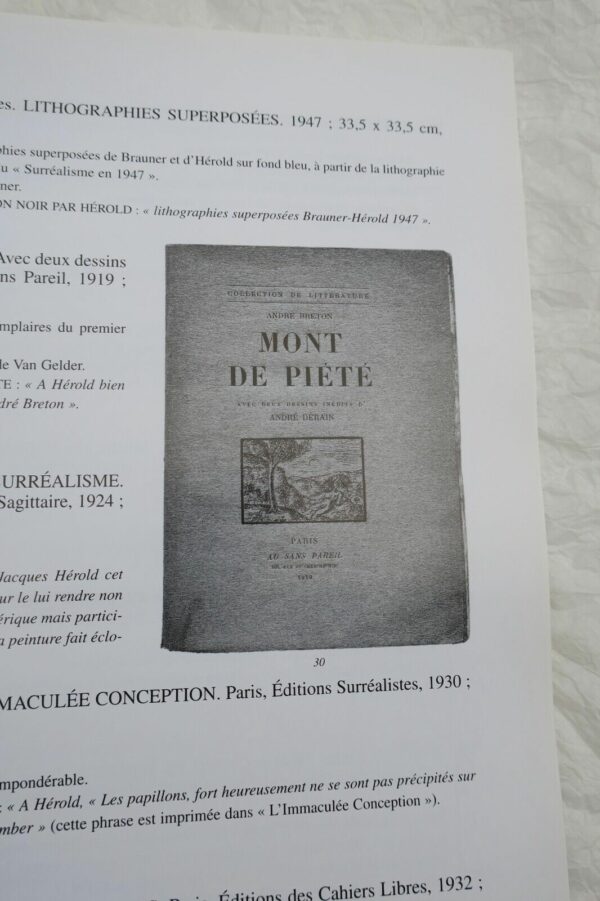 es. LITHOGRAPHIES SUPERPOSÉES. 1947 ; 33,5 x 33,5 cm,
phies superposées de Brauner et d'Hérold sur fond bleu, à partir de la lithographie
u « Surréalisme en 1947 ».
ner.
ON NOIR PAR HÉROLD : « lithographies superposées Brauner-Hérold 1947 ».
Avec deux dessins
ns Pareil, 1919 ;
emplaires du premier
le Van Gelder.
TE : « A Hérold bien
dré Breton ».
COLLECTION DE LITTÉRATURE
ANDRÉ BRETON
MONT
DE PIÉTÉ
AVEC DEUX DESSINS INÉDITS D'
ANDRÉ DERAIN
PARIS
AU SANS PAREIL
1919
30
SURRÉALISME.
Sagittaire, 1924 ;
Jacques Hérold cet
ur le lui rendre non
érique mais partici-
a peinture fait éclo-
MACULÉE CONCEPTION. Paris, Éditions Surréalistes, 1930 ;
mpondérable.
: « A Hérold, « Les papillons, fort heureusement ne se sont pas précipités sur
mber » (cette phrase est imprimée dans « L'Immaculée Conception »).
Éditions des Cahiers Libres, 1932 ;